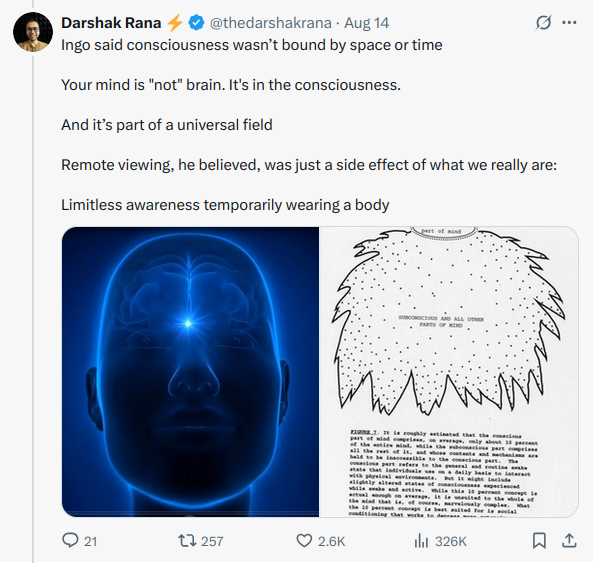 Darshak Rana ⚡ @thedarshakrana · Aug 14
Ingo said consciousness wasn’t bound by space or time
Your mind is "not" brain. It's in the consciousness.
And it’s part of a universal field
Remote viewing, he believed, was just a side effect of what we really are:
Limitless awareness temporarily wearing a body
part of mind
SUBCONSCIOUS AND ALL OTHER
PARTS OF MIND
FIGURE 7. It is roughly estimated that the conscious
part of mind comprises, on average, only about 10 percent
of the entire mind, while the subconscious part comprises
all the rest of it, and whose contents and mechanisms are
held to be inaccessible to the conscious part. The
conscious part refers to the general and routine awake
state that individuals use on a daily basis to interact
with physical environments. But it might include
slightly altered states of consciousness experienced
while awake and active. While this 10 percent concept is
actual enough on average, it is unsuited to the whole of
the mind that is, of course, marvelously complex. What
the 10 percent concept is best suited for is social
conditioning that works to
21
257
2.6K
326K